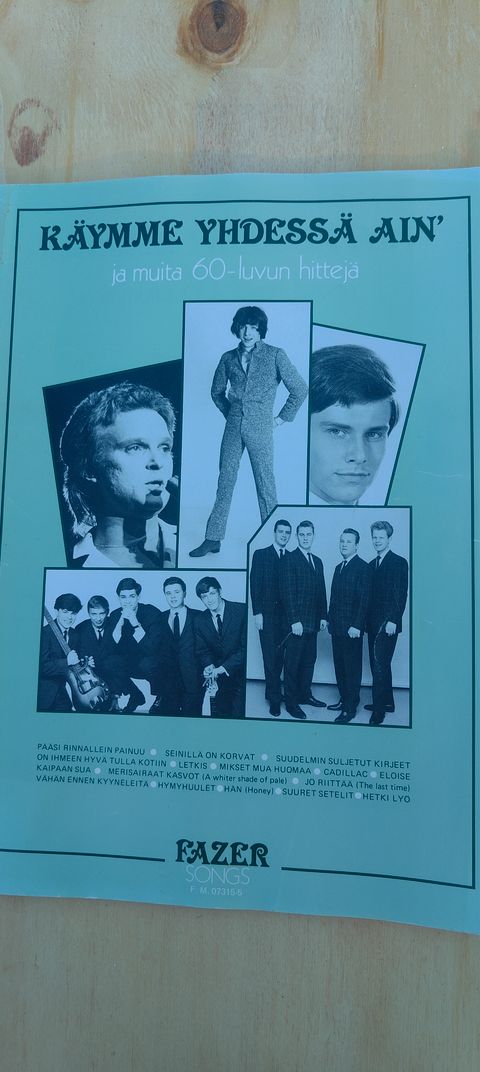 KÄYMME YHDESSÄ AIN'
ja muita 60-luvun hittejä
PÄÄSI RINNALLEIN PAINUU ● SEINILLÄ ON KORVAT ● SUUDELMIN SULJETUT KIRJEET
ON IHMEEN HYVÄ TULLA KOTIIN ● LETKIS ● MIKSET MUA HUOMAA ● CADILLAC ● ELOISE
KAIPAAN SUA ● MERISAIRAAT KASVOT (A whiter shade of pale) ● JO RIITTÄÄ (The last time)
VÄHÄN ENNEN KYYNELEITÄ ● HYMYHUULET ● HÄN (Honey) ● SUURET SETELIT ● HETKI LYÖ
FAZER
SONGS
F. M. 07315-5